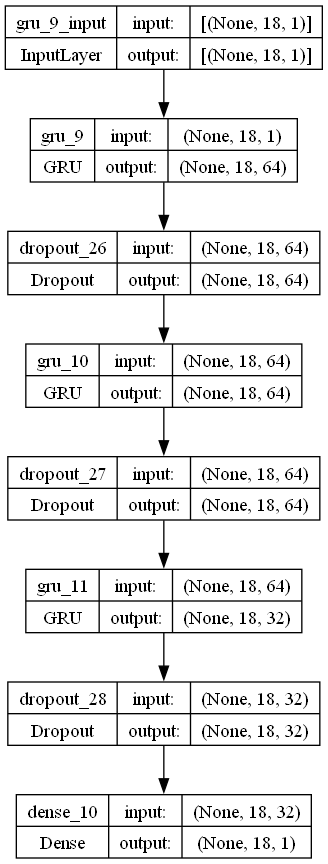 gru_9_input input: [(None, 18, 1)]
InputLayer output: [(None, 18, 1)]
gru_9 input: (None, 18, 1)
GRU output: (None, 18, 64)
dropout_26 input: (None, 18, 64)
Dropout output: (None, 18, 64)
gru_10 input: (None, 18, 64)
GRU output: (None, 18, 64)
dropout_27 input: (None, 18, 64)
Dropout output: (None, 18, 64)
gru_11 input: (None, 18, 64)
GRU output: (None, 18, 32)
dropout_28 input: (None, 18, 32)
Dropout output: (None, 18, 32)
dense_10 input: (None, 18, 32)
Dense output: (None, 18, 1)